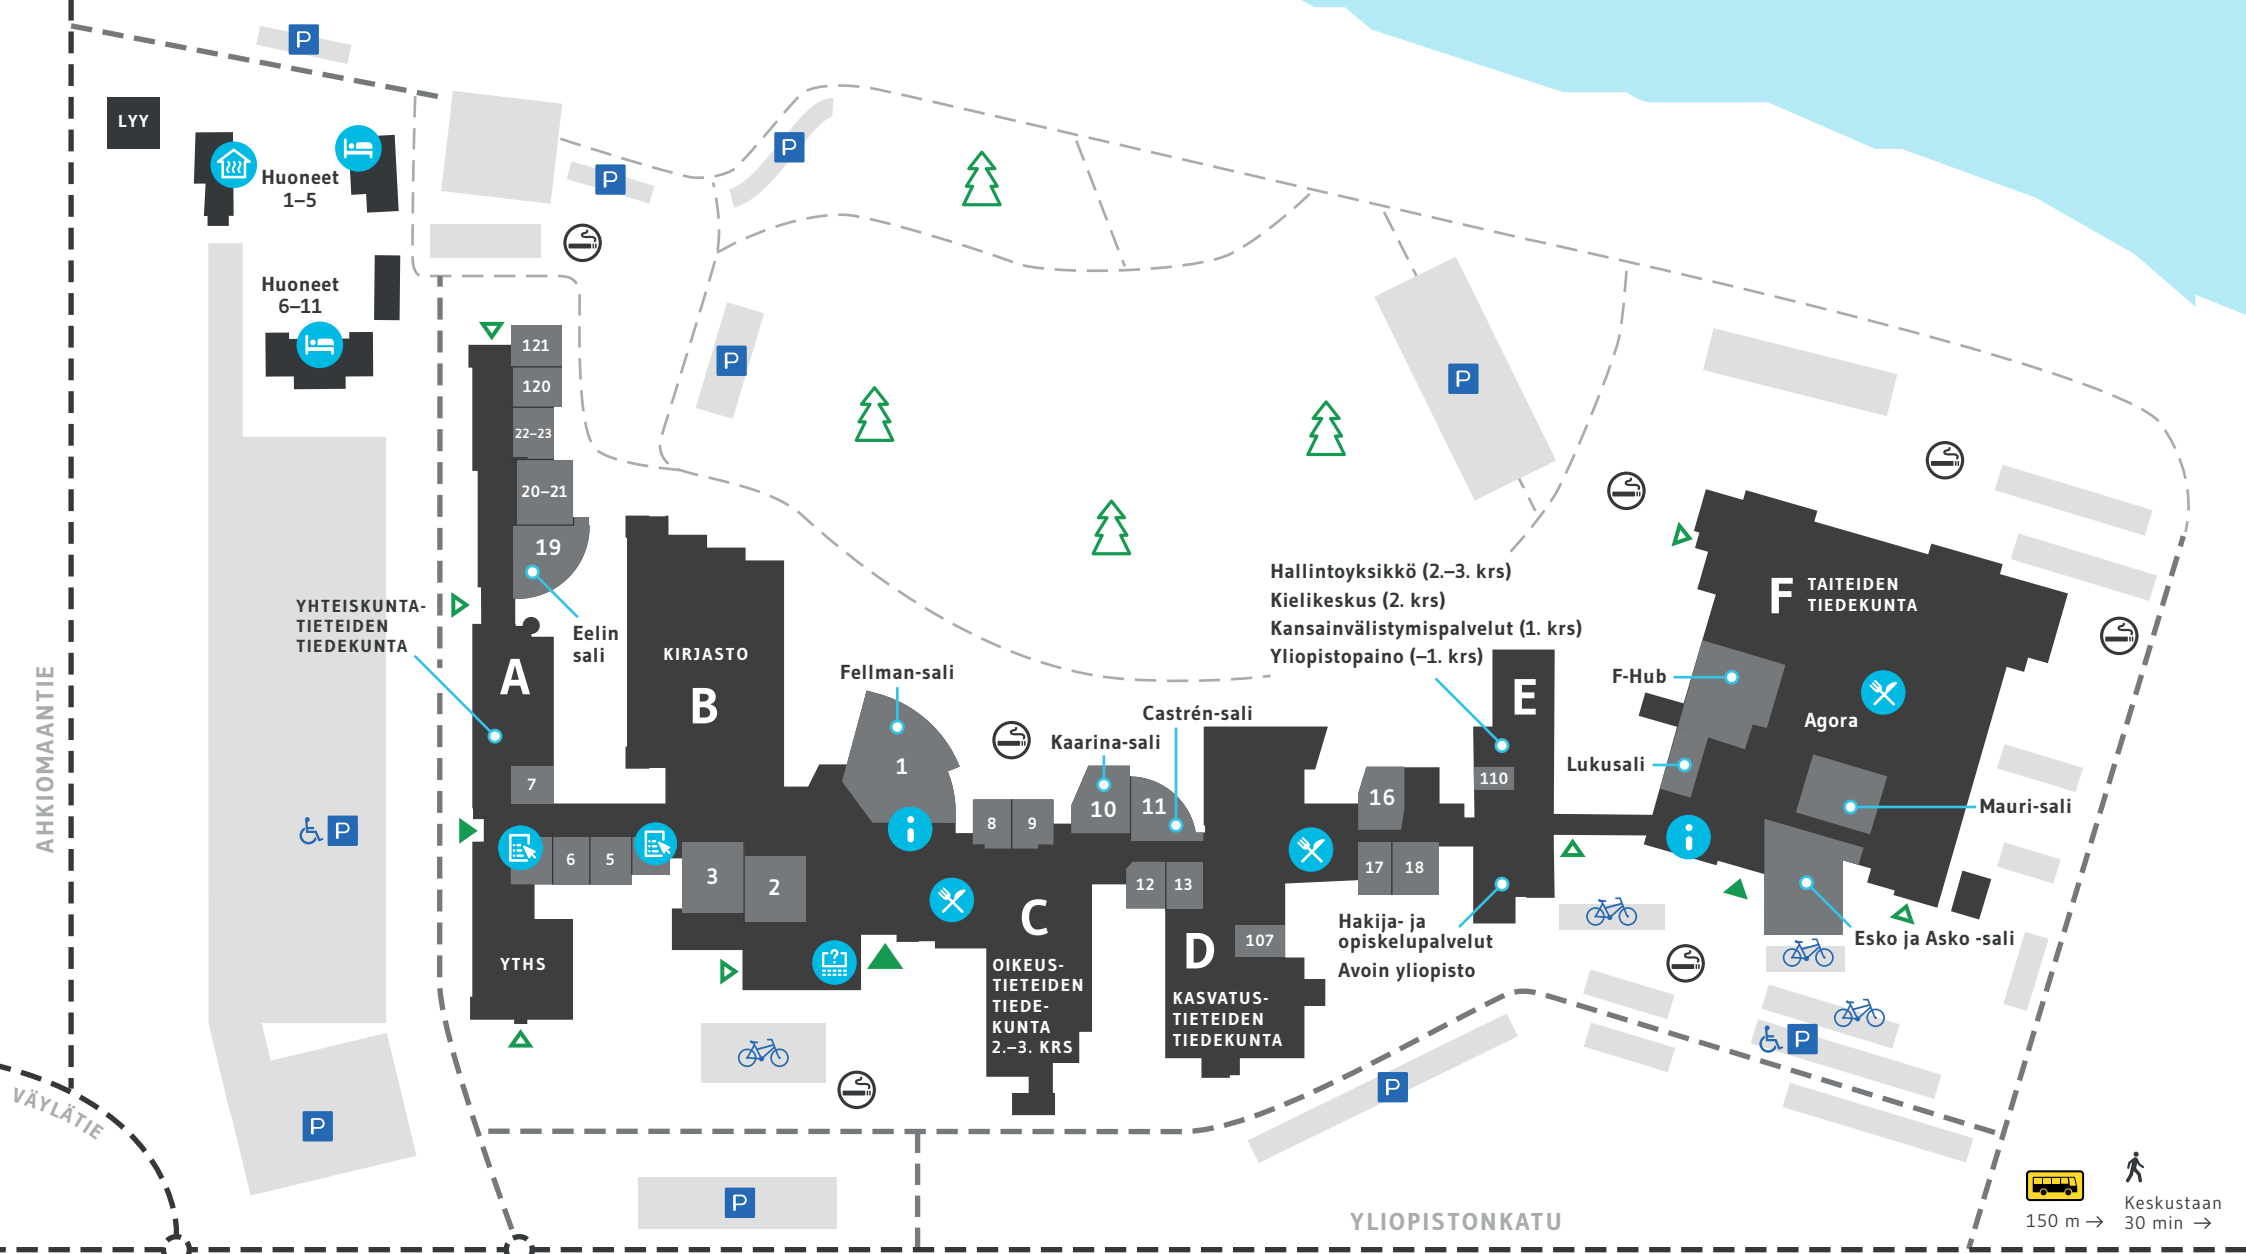 P
LYY
Huoneet
1–5
P
P
Huoneet
6–11
121
120
22–23
20–21
19
P
P
YHTEISKUNTA-
TIETEIDEN
TIEDEKUNTA
Eelin
sali
A
KIRJASTO
B
7
6
5
3
2
YTHS
Fellman-sali
1
8
9
Kaarina-sali
10
Castrén-sali
11
12
13
C
OIKEUS-
TIETEIDEN
TIEDE-
KUNTA
2.–3. KRS
D
107
KASVATUS-
TIETEIDEN
TIEDEKUNTA
16
17
18
Hallintoyksikkö (2.–3. krs)
Kielikeskus (2. krs)
Kansainvälistymispalvelut (1. krs)
Yliopistopaino (–1. krs)
E
110
Hakija- ja
opiskelupalvelut
Avoin yliopisto
F
TAITEIDEN
TIEDEKUNTA
F-Hub
Agora
Lukusali
Mauri-sali
Esko ja Asko -sali
?
AHKIOMAANTIE
P
P
VÄYLÄTIE
P
P
P
YLIOPISTONKATU
150 m →
Keskustaan
30 min →